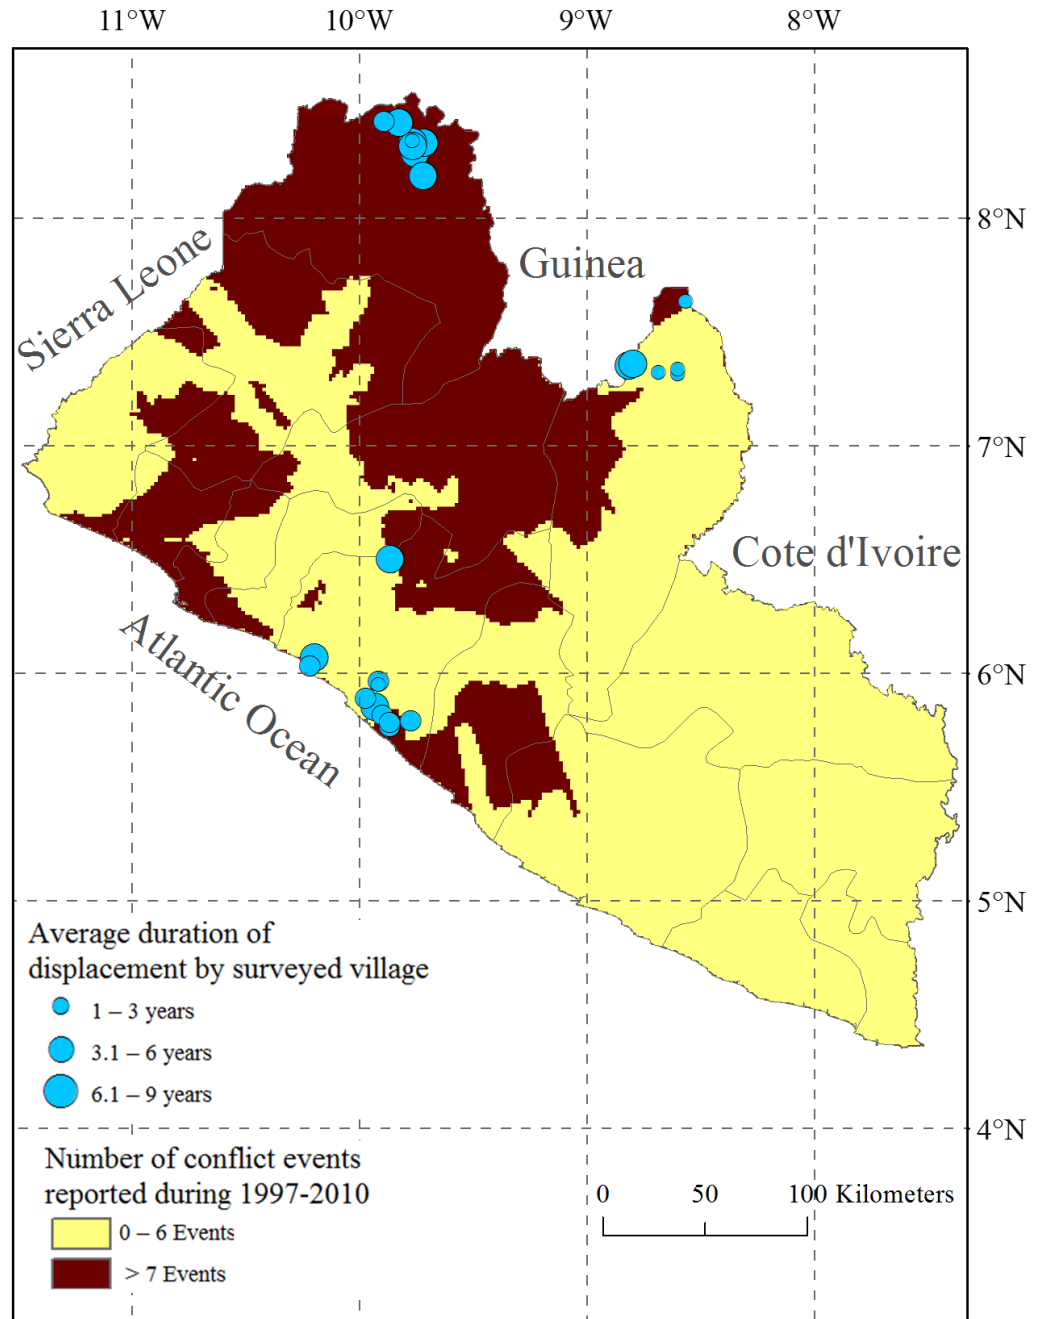 11°W 10°W 9°W 8°W
8°N
Sierra Leone
Guinea
7°N
Cote d'Ivoire
Atlantic Ocean
6°N
5°N
Average duration of
displacement by surveyed village
1 – 3 years
3.1 – 6 years
6.1 – 9 years
4°N
Number of conflict events
reported during 1997-2010
0 – 6 Events
> 7 Events
0 50 100 Kilometers